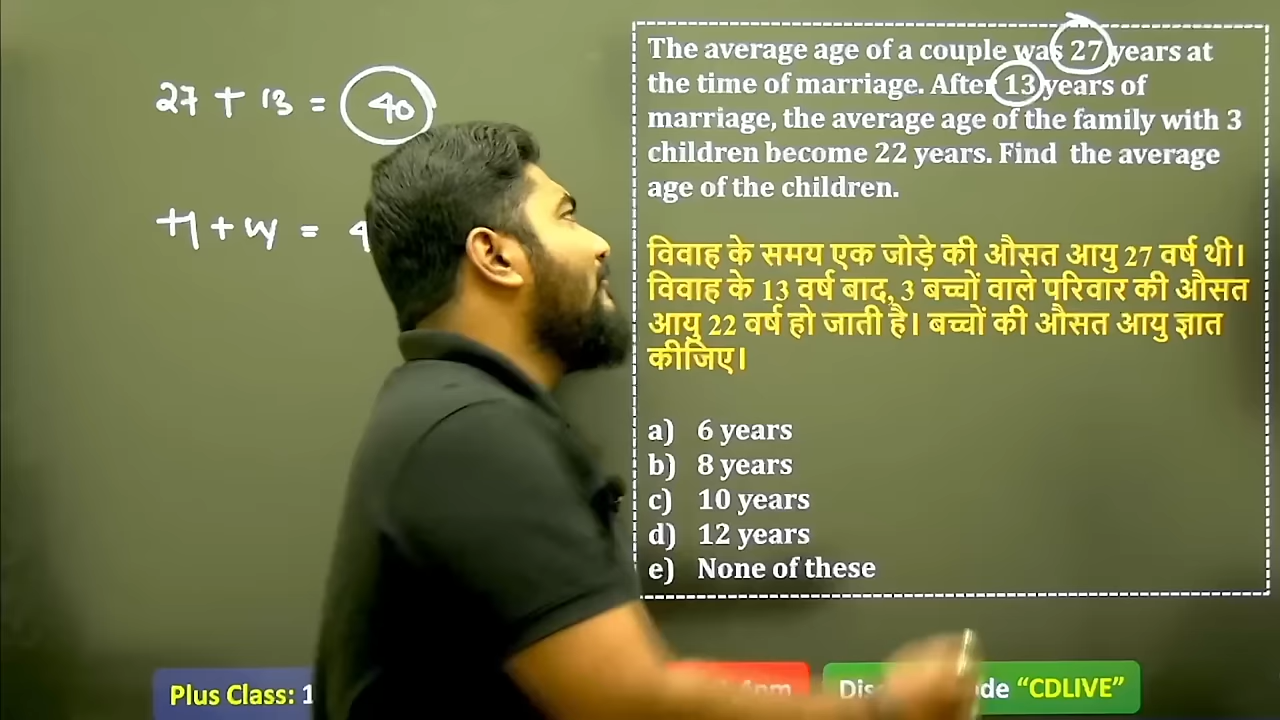 27 + 13 = 40
H + W = 4
The average age of a couple was 27 years at
the time of marriage. After 13 years of
marriage, the average age of the family with 3
children become 22 years. Find the average
age of the children.
विवाह के समय एक जोड़े की औसत आयु 27 वर्ष थी।
विवाह के 13 वर्ष बाद, 3 बच्चों वाले परिवार की औसत
आयु 22 वर्ष हो जाती है। बच्चों की औसत आयु ज्ञात
कीजिए।
a) 6 years
b) 8 years
c) 10 years
d) 12 years
e) None of these
Plus Class: 1
“CDLIVE”